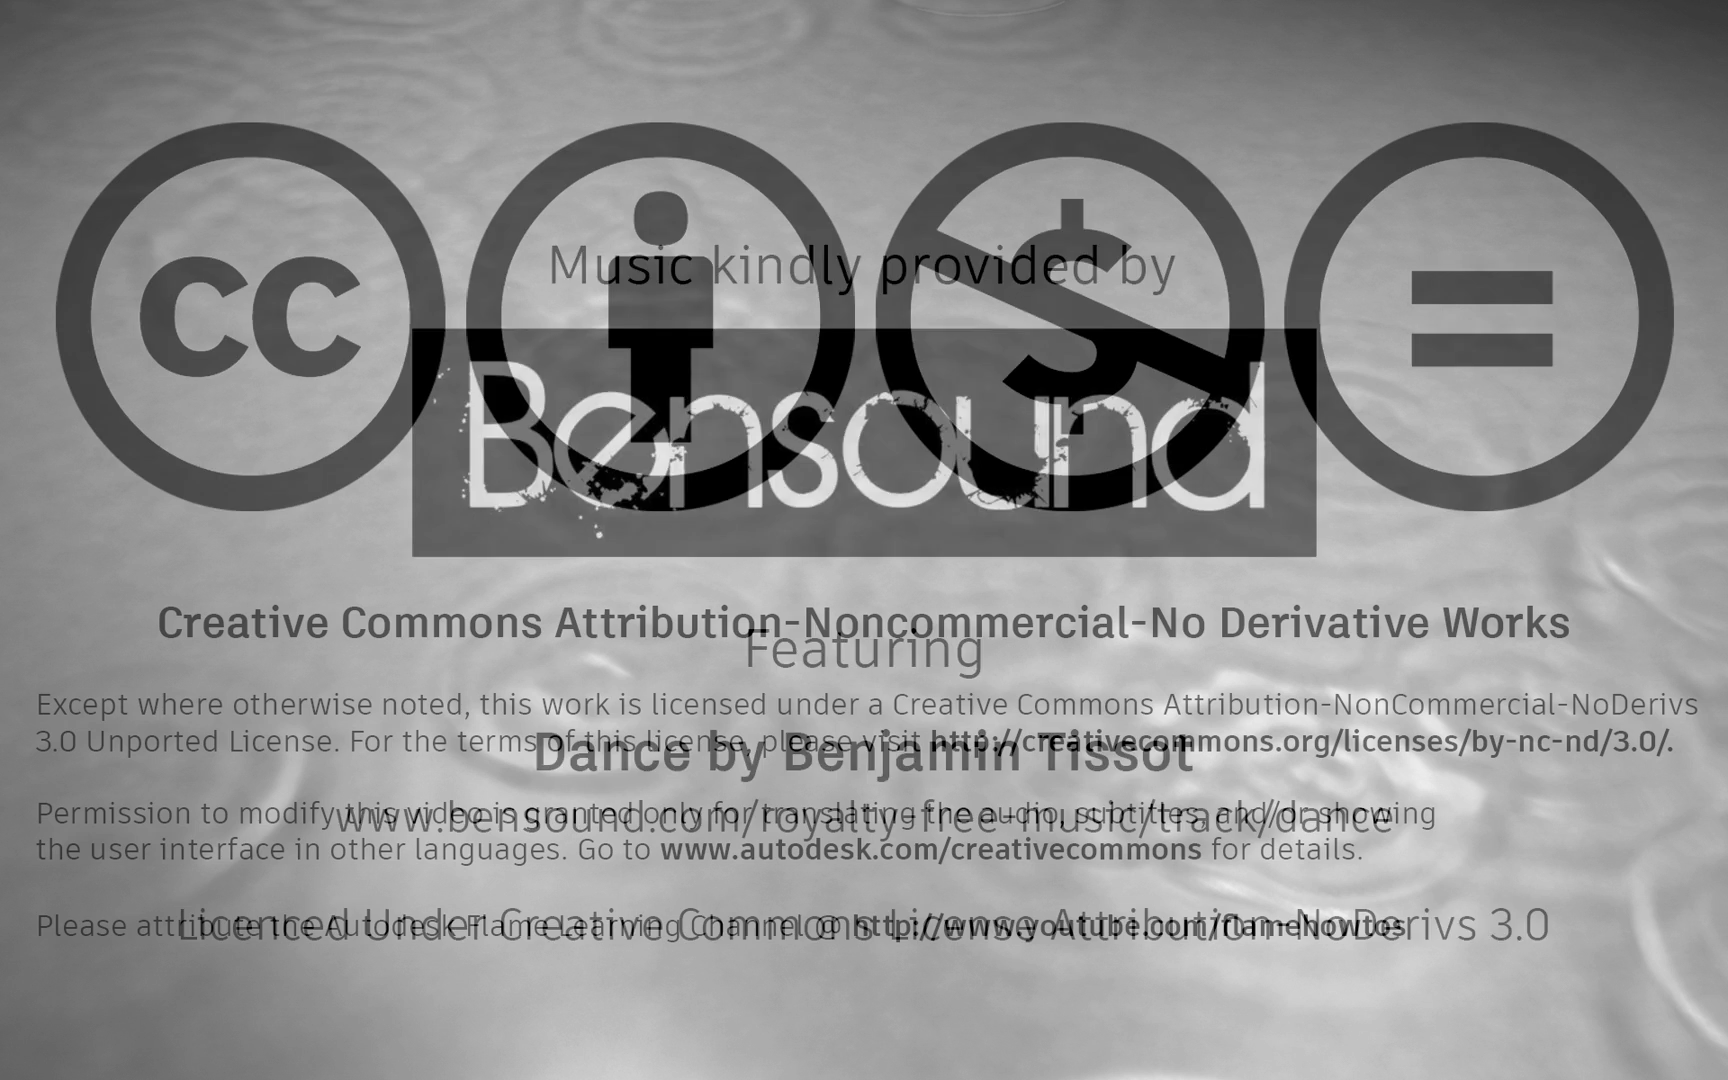 cc
Music kindly provided by
Bensound
Creative Commons Attribution-Noncommercial-No Derivative Works
Featuring
Except where otherwise noted, this work is licensed under a Creative Commons Attribution-NonCommercial-NoDerivs
3.0 Unported License. For the terms of this license, please visit http://creativecommons.org/licenses/by-nc-nd/3.0/.
Dance by Benjamin Tissot
Permission to modify this video is granted only for translating the audio, subtitles, and/or showing
www.bensound.com/royalty-free-music/track/dance
the user interface in other languages. Go to www.autodesk.com/creativecommons for details.
Please attribute the Autodesk Flame Learning Channel @ http://www.youtube.com/flamehowtos
Licenced Under Creative Commons License Attribution-NoDerivs 3.0